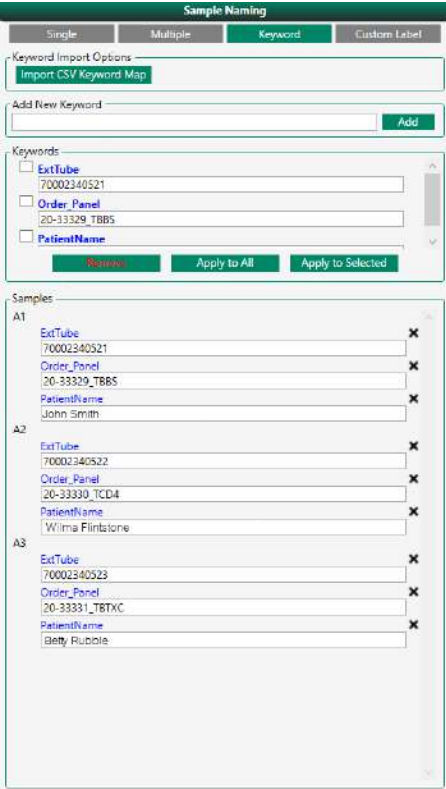 Sample Naming
Single Multiple Keyword Custom Label
Keyword Import Options
Import CSV Keyword Map
Add New Keyword
Add
Keywords
ExtTube
70002340521
Order_Panel
20-33329_TBBS
PatientName
Remove Apply to All Apply to Selected
Samples
A1
ExtTube
70002340521
Order_Panel
20-33329_TBBS
PatientName
John Smith
A2
ExtTube
70002340522
Order_Panel
20-33330_TCD4
PatientName
Wilma Flintstone
A3
ExtTube
70002340523
Order_Panel
20-33331_TBTXC
PatientName
Betty Rubble